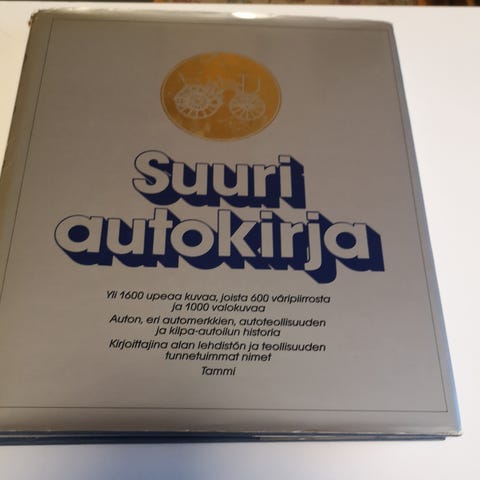 Suuri
autokirja
Yli 1600 upeaa kuvaa, joista 600 väripiirrosta
ja 1000 valokuvaa
Auton, eri automerkkien, autoteollisuuden
ja kilpa-autoilun historia
Kirjoittajina alan lehdistön ja teollisuuden
tunnetuimmat nimet
Tammi